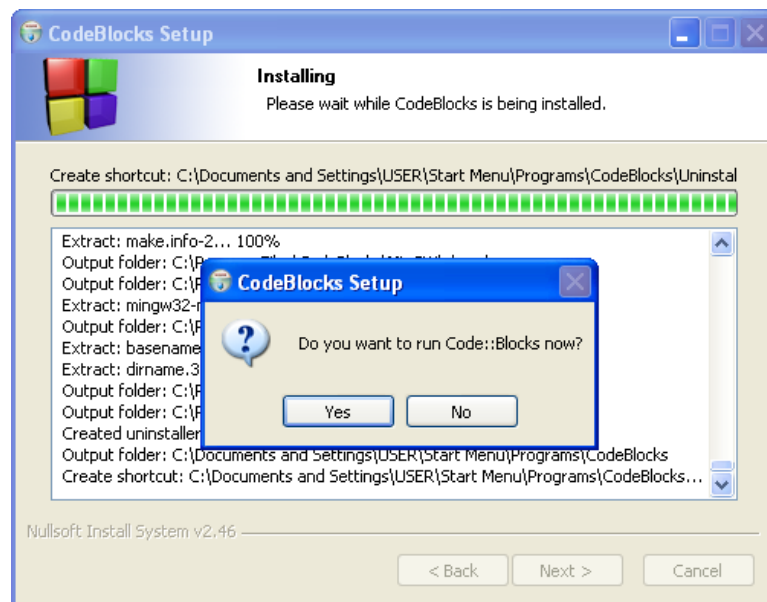 CodeBlocks Setup
Installing
Please wait while CodeBlocks is being installed.
Create shortcut: C:\Documents and Settings\USER\Start Menu\Programs\CodeBlocks\Uninstal
Extract: make.info-2... 100%
Output folder:
CodeBlocks Setup
Output folder: C:\
Extract: mingw32-
Do you want to run Code::Blocks now?
Output folder: C:\
Extract: basename
Extract: dirname.3
Output folder: C:\
Yes No
Output folder: C:\
Created uninstaller
Output folder: C:\Documents and Settings\USER\Start Menu\Programs\CodeBlocks
Create shortcut: C:\Documents and Settings\USER\Start Menu\Programs\CodeBlocks...
Nullsoft Install System v2.46
< Back Next > Cancel